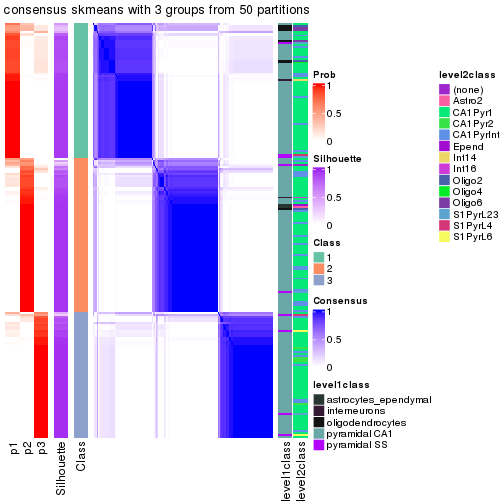 consensus skmeans with 3 groups from 50 partitions
Prob
1
0.5
0
Silhouette
1
0.5
0
Class
1
2
3
Consensus
1
0.5
0
level1class
astrocytes_ependymal
interneurons
oligodendrocytes
pyramidal CA1
pyramidal SS
level2class
(none)
Astro2
CA1Pyr1
CA1Pyr2
CA1PyrInt
Epend
Int14
Int16
Oligo2
Oligo4
Oligo6
S1PyrL23
S1PyrL4
S1PyrL6
p1
p2
p3
Silhouette
Class
level1class
level2class